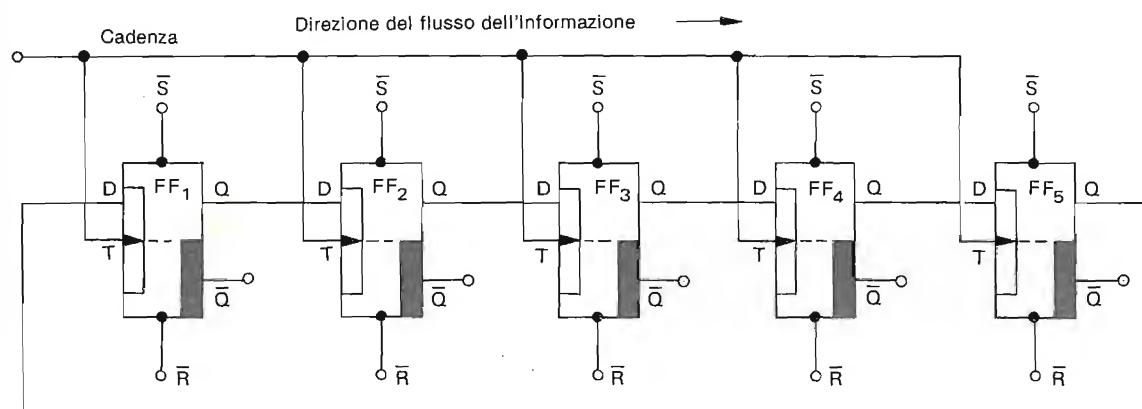 Direzione del flusso dell'informazione
Cadenza
S̅ S̅ S̅ S̅ S̅
D FF₁ Q D FF₂ Q D FF₃ Q D FF₄ Q D FF₅ Q
T T T T T
Q̅ Q̅ Q̅ Q̅ Q̅
R̅ R̅ R̅ R̅ R̅